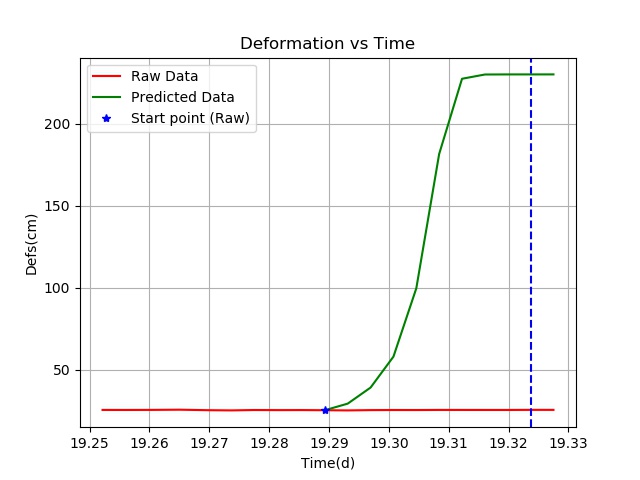 Deformation vs Time
Raw Data
Predicted Data
Start point (Raw)
200
150
100
50
Defs(cm)
19.25 19.26 19.27 19.28 19.29 19.30 19.31 19.32 19.33
Time(d)